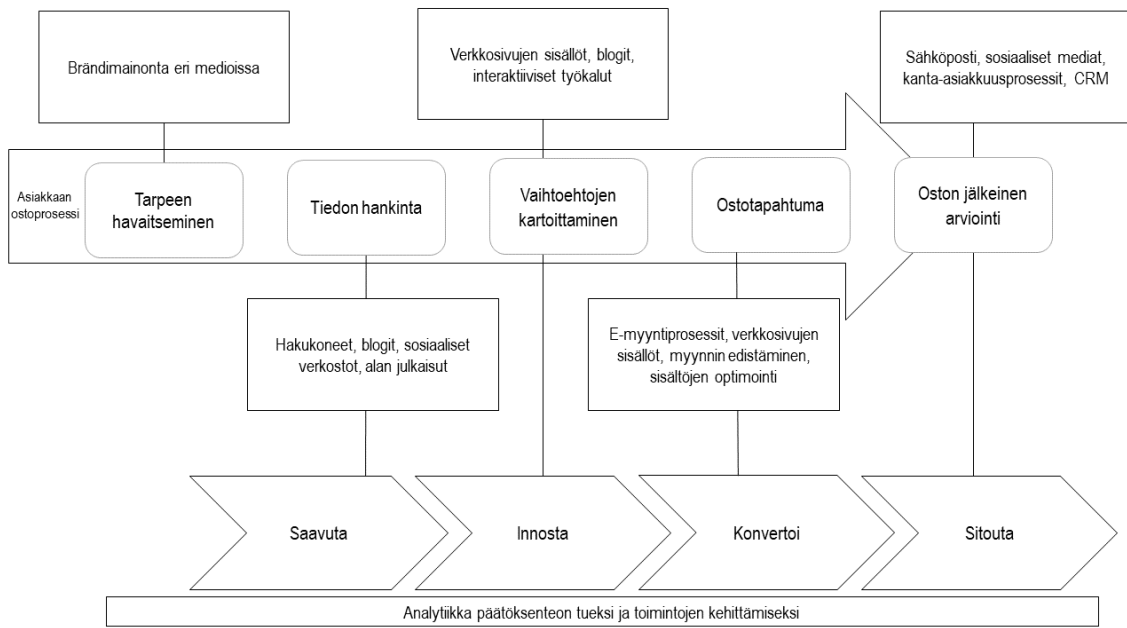 Brändimainonta eri medioissa
Verkkosivujen sisällöt, blogit,
interaktiiviset työkalut
Sähköposti, sosiaaliset mediat,
kanta-asiakkuusprosessit, CRM
Asiakkaan
ostoprosessi
Tarpeen
havaitseminen
Tiedon hankinta
Vaihtoehtojen
kartoittaminen
Ostotapahtuma
Oston jälkeinen
arviointi
Hakukoneet, blogit, sosiaaliset
verkostot, alan julkaisut
E-myyntiprosessit, verkkosivujen
sisällöt, myynnin edistäminen,
sisältöjen optimointi
Saavuta
Innosta
Konvertoi
Sitouta
Analytiikka päätöksenteon tueksi ja toimintojen kehittämiseksi